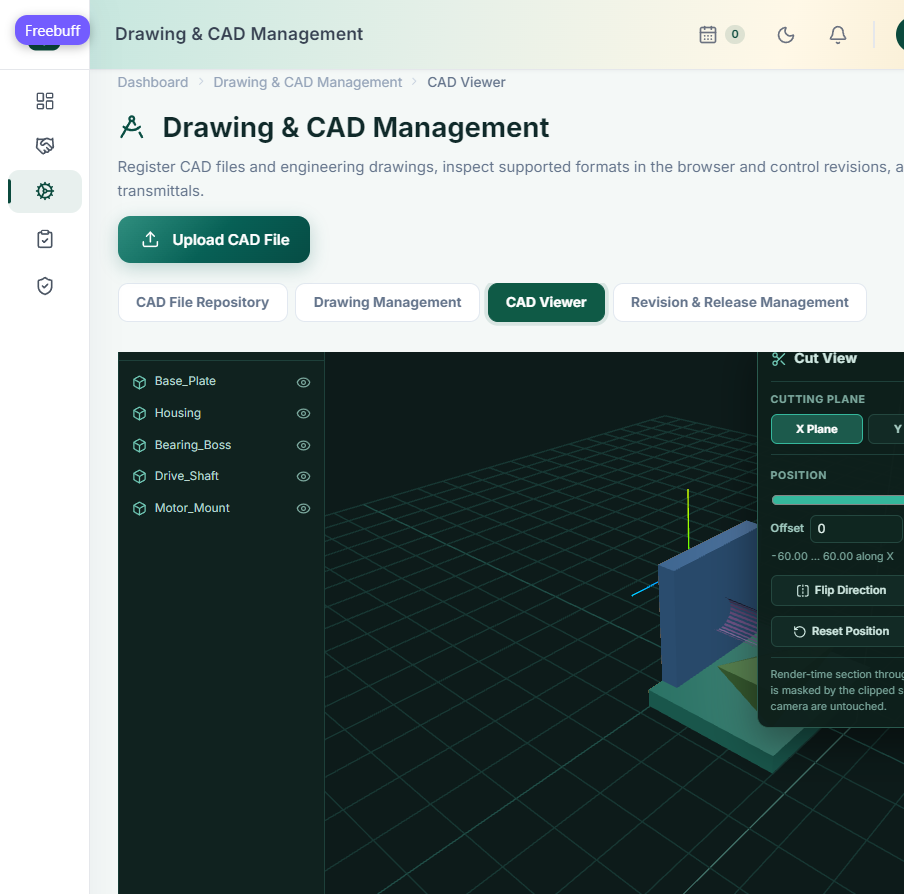 Freebuff
Drawing & CAD Management
0
Dashboard > Drawing & CAD Management > CAD Viewer
Drawing & CAD Management
Register CAD files and engineering drawings, inspect supported formats in the browser and control revisions, a
transmittals.
Upload CAD File
CAD File Repository
Drawing Management
CAD Viewer
Revision & Release Management
Base_Plate
Housing
Bearing_Boss
Drive_Shaft
Motor_Mount
Cut View
CUTTING PLANE
X Plane
Y
POSITION
Offset 0
-60.00 ... 60.00 along X
Flip Direction
Reset Position
Render-time section throug
is masked by the clipped s
camera are untouched.